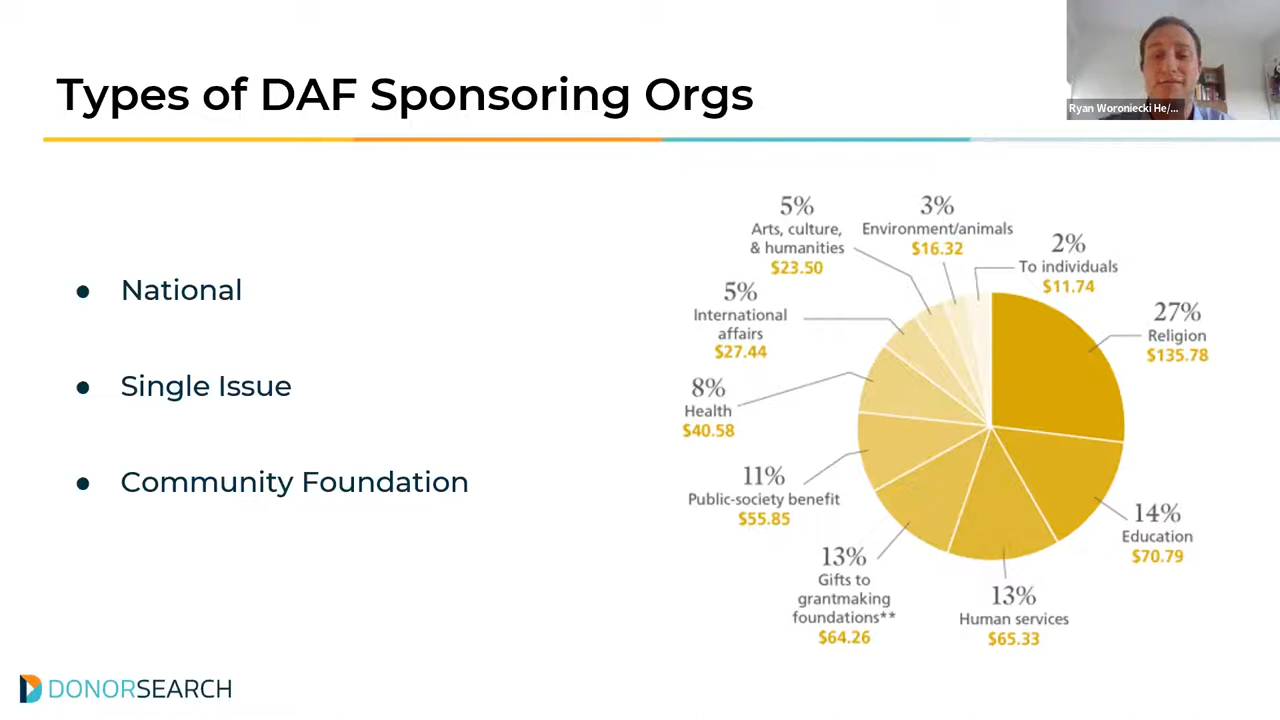 Types of DAF Sponsoring Orgs
Ryan Woroniecki He/...
● National
● Single Issue
● Community Foundation
5%
Arts, culture,
& humanities
$23.50
3%
Environment/animals
$16.32
2%
To individuals
$11.74
27%
Religion
$135.78
5%
International
affairs
$27.44
8%
Health
$40.58
11%
Public-society benefit
$55.85
14%
Education
$70.79
13%
Gifts to
grantmaking
foundations**
$64.26
13%
Human services
$65.33
DONORSEARCH